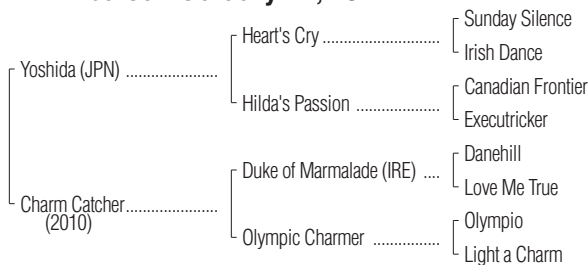 Sunday Silence
Heart's Cry ............................
Irish Dance
Yoshida (JPN) ......................
Canadian Frontier
Hilda's Passion ....................
Executricker
Danehill
Duke of Marmalade (IRE) ....
Love Me True
Charm Catcher......................
(2010)
Olympio
Olympic Charmer ................
Light a Charm